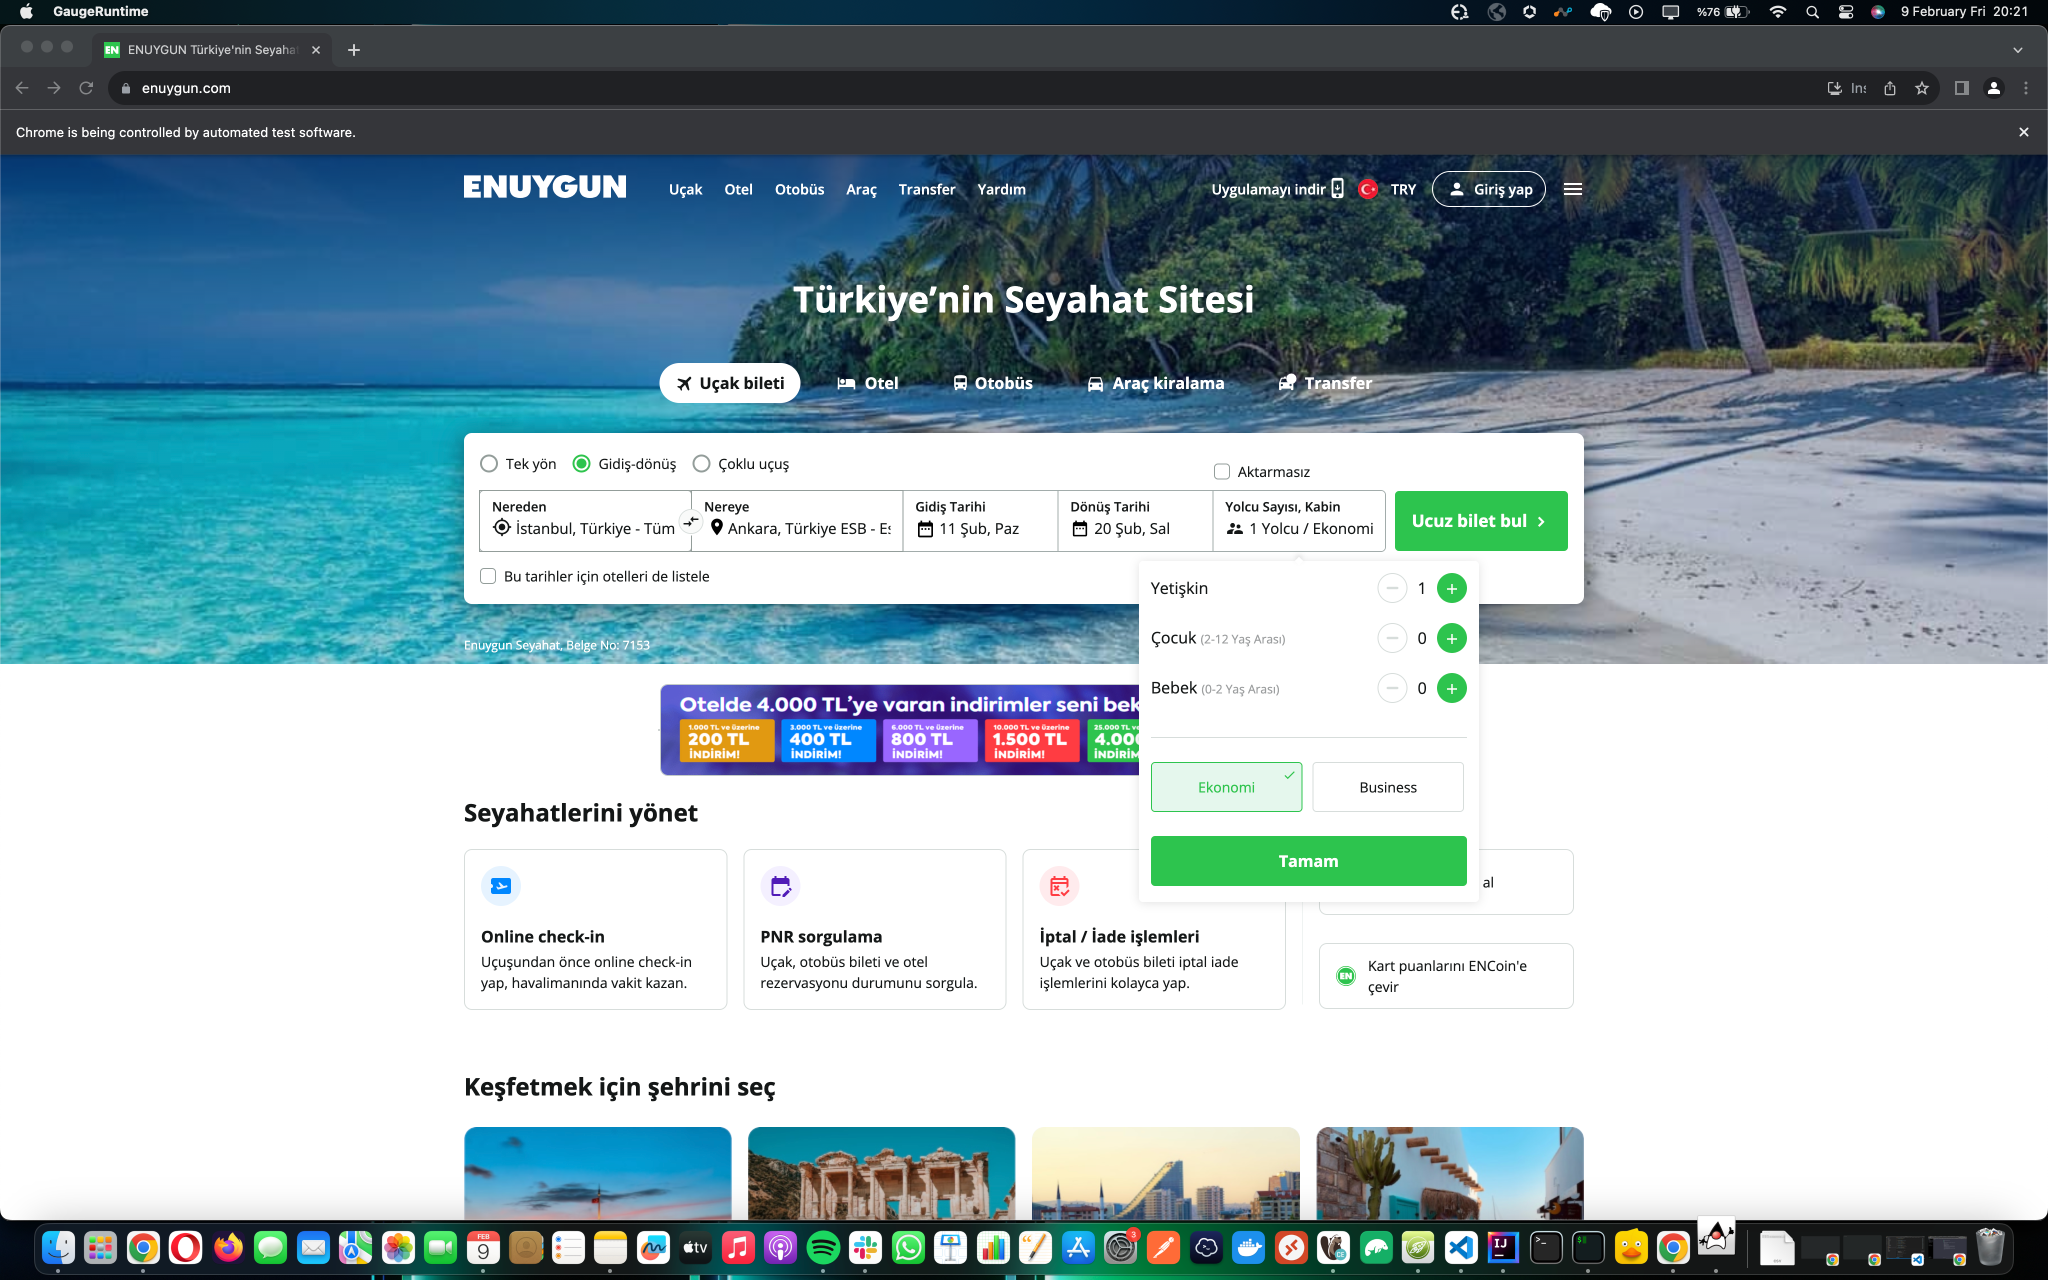 GaugeRuntime
%76
9 February Fri 20:21
ENUYGUN Türkiye'nin Seyaha
enuygun.com
Chrome is being controlled by automated test software.
ENUYGUN
Uçak Otel Otobüs Araç Transfer Yardım
Uygulamayı indir TRY Giriş yap
Türkiye’nin Seyahat Sitesi
Uçak bileti Otel Otobüs Araç kiralama Transfer
Tek yön Gidiş-dönüş Çoklu uçuş
Aktarmasız
Nereden Nereye Gidiş Tarihi Dönüş Tarihi Yolcu Sayısı, Kabin
İstanbul, Türkiye - Tüm Ankara, Türkiye ESB - Es 11 Şub, Paz 20 Şub, Sal 1 Yolcu / Ekonomi
Ucuz bilet bul
Bu tarihler için otelleri de listele
Yetişkin 1
Çocuk (2-12 Yaş Arası) 0
Bebek (0-2 Yaş Arası) 0
Ekonomi Business
Tamam
Enuygun Seyahat, Belge No: 7153
Otelde 4.000 TL’ye varan indirimler seni bek
1.000 TL ve üzerine 3.000 TL ve üzerine 6.000 TL ve üzerine 10.000 TL ve üzerine 25.000 TL v
200 TL 400 TL 800 TL 1.500 TL 4.00
İNDİRİM! İNDİRİM! İNDİRİM! İNDİRİM! İNDİRİM
Seyahatlerini yönet
Online check-in
Uçuşundan önce online check-in
yap, havalimanında vakit kazan.
PNR sorgulama
Uçak, otobüs bileti ve otel
rezervasyonu durumunu sorgula.
İptal / İade işlemleri
Uçak ve otobüs bileti iptal iade
işlemlerini kolayca yap.
al
EN
Kart puanlarını ENCoin'e
çevir
Keşfetmek için şehrini seç
FEB
9
tv
3
IJ